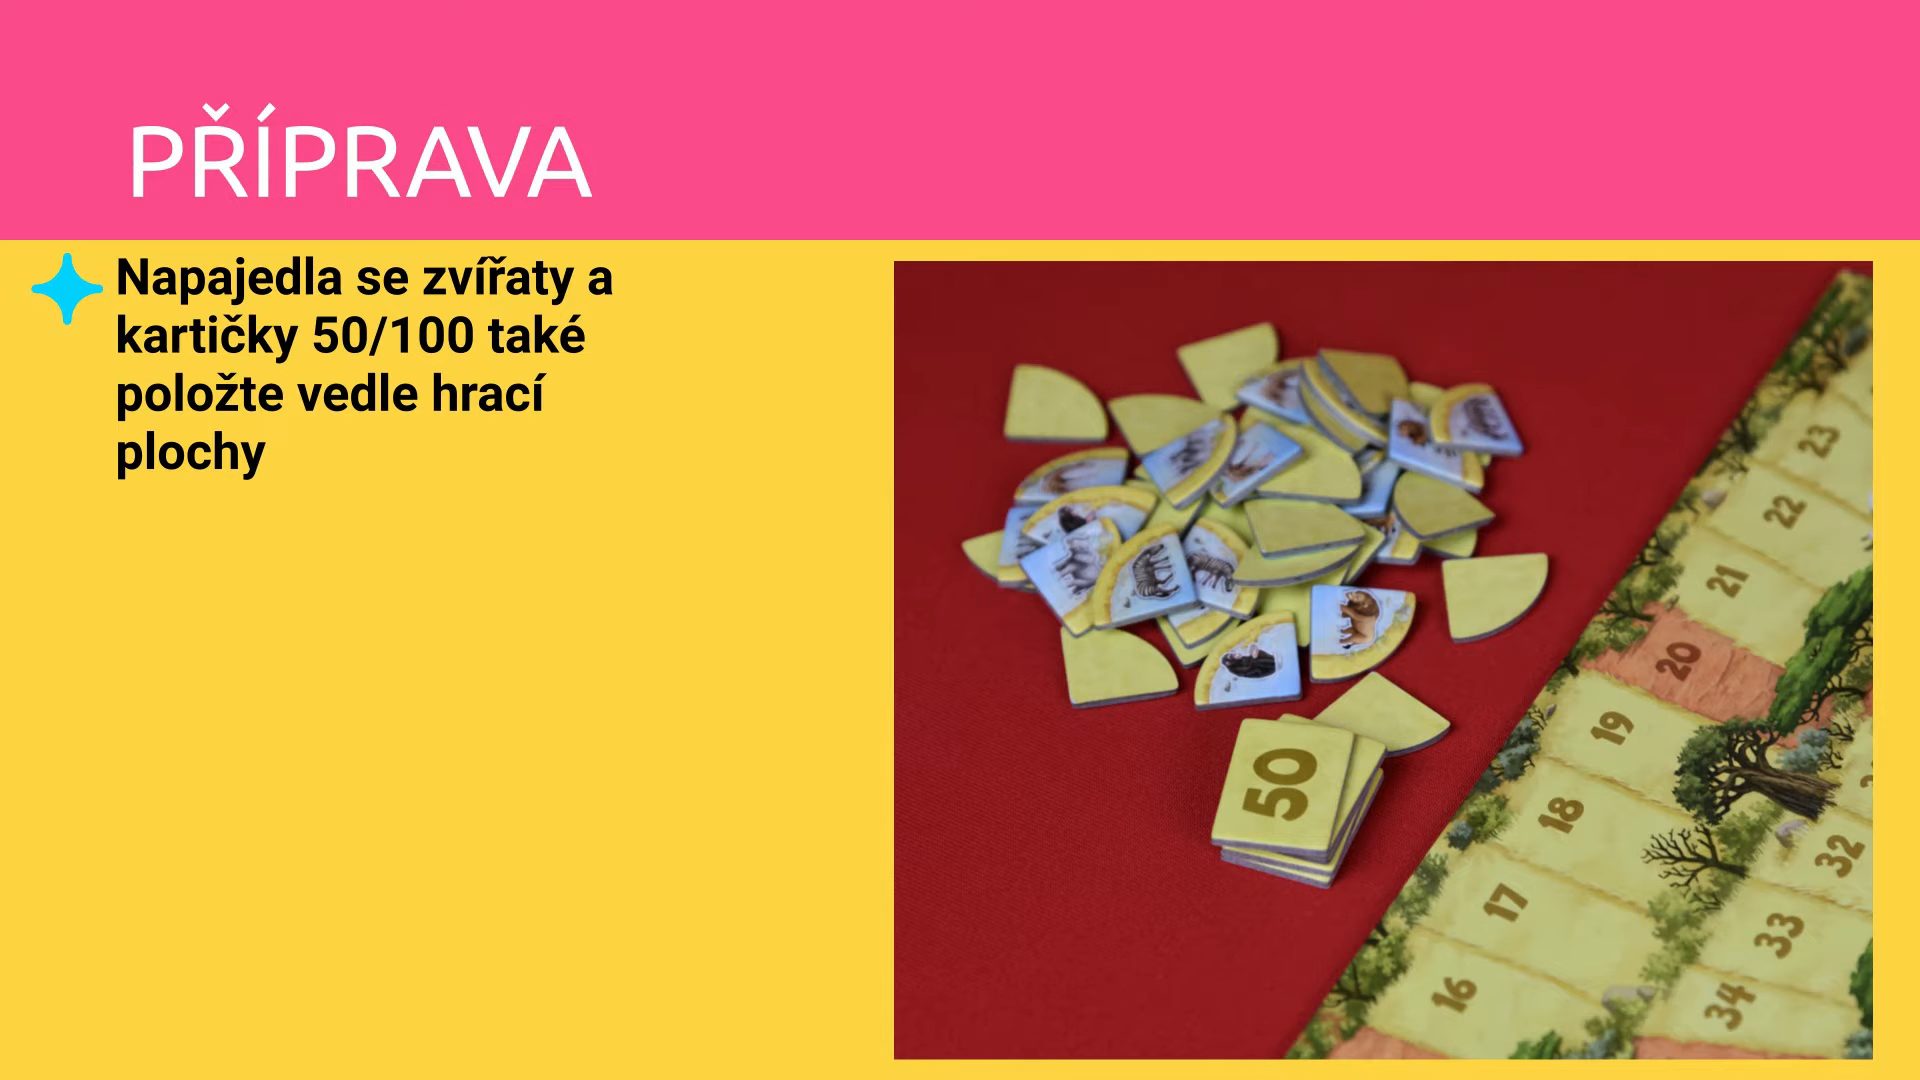 PŘÍPRAVA
Napajedla se zvířaty a
kartičky 50/100 také
položte vedle hrací
plochy
23
22
21
20
19
18
17
16
32
33
34
50